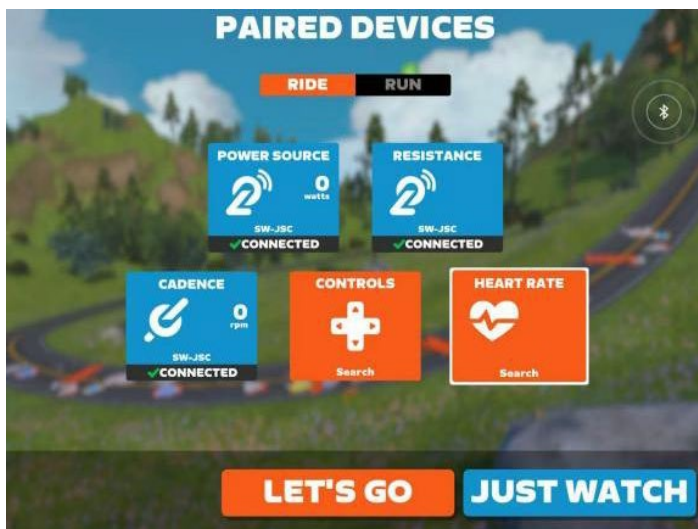 PAIRED DEVICES
RIDE RUN
POWER SOURCE
0
watts
SW-JSC
✓CONNECTED
RESISTANCE
SW-JSC
✓CONNECTED
CADENCE
0
rpm
SW-JSC
✓CONNECTED
CONTROLS
Search
HEART RATE
Search
LET'S GO
JUST WATCH